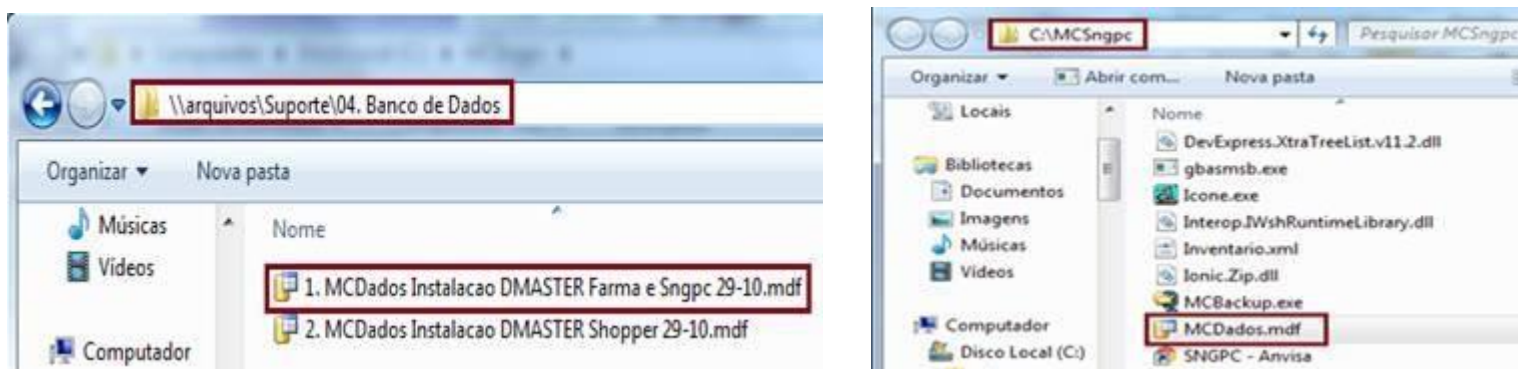 \\arquivos\Suporte\04. Banco de Dados
Organizar Nova pasta
Músicas
Vídeos
Computador
Nome
1. MCDados Instalacao DMASTER Farma e Sngpc 29-10.mdf
2. MCDados Instalacao DMASTER Shopper 29-10.mdf
C:\MCSngpc
Pesquisar MCSngpc
Organizar Abrir com... Nova pasta
Locais
Bibliotecas
Documentos
Imagens
Músicas
Vídeos
Computador
Disco Local (C:)
Nome
DevExpress.XtraTreeList.v11.2.dll
gbasmsb.exe
Icone.exe
Interop.IWshRuntimeLibrary.dll
Inventario.xml
Ionic.Zip.dll
MCBackup.exe
MCDados.mdf
SNGPC - Anvisa